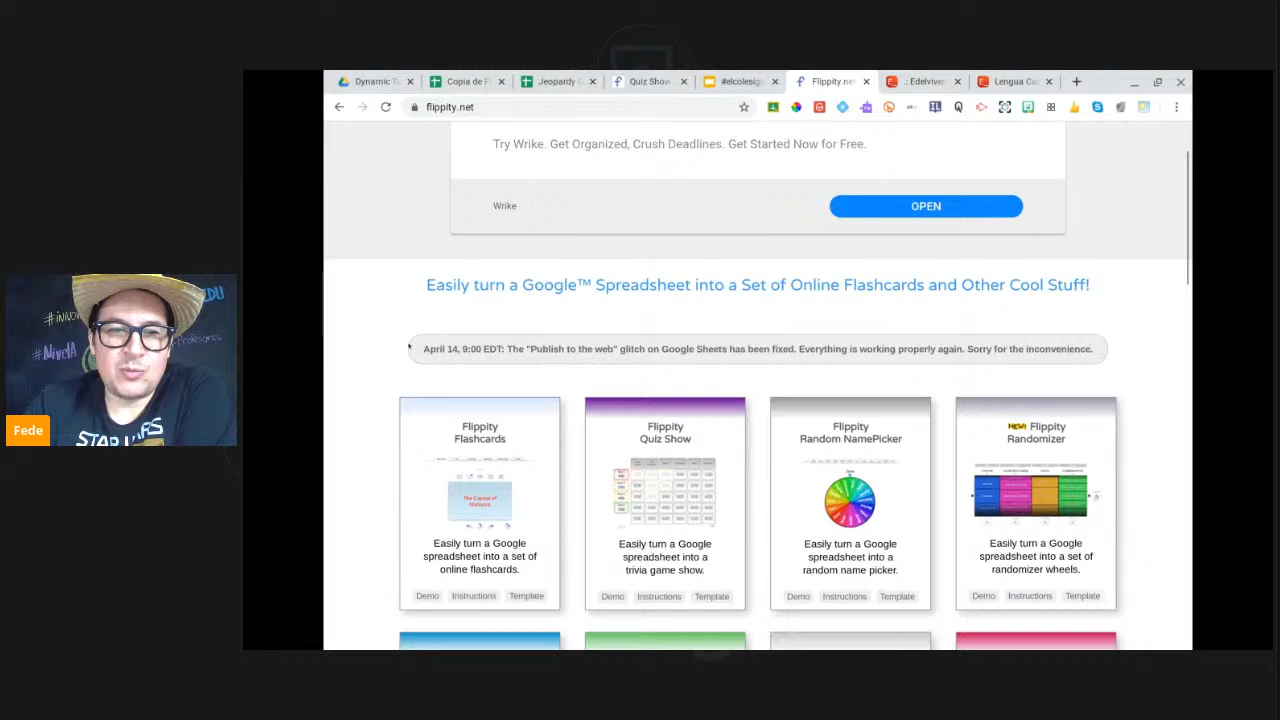 Dynamic T
Copia de F
Jeopardy
Quiz Show
#elcolesig
Flippity.ne
.: Edelvives
Lengua Ca
flippity.net
Try Wrike. Get Organized, Crush Deadlines. Get Started Now for Free.
Wrike
OPEN
Easily turn a Google™ Spreadsheet into a Set of Online Flashcards and Other Cool Stuff!
April 14, 9:00 EDT: The "Publish to the web" glitch on Google Sheets has been fixed. Everything is working properly again. Sorry for the inconvenience.
Flippity
Flashcards
The Capital of
Malaysia
Easily turn a Google
spreadsheet into a set of
online flashcards.
Demo Instructions Template
Flippity
Quiz Show
Easily turn a Google
spreadsheet into a
trivia game show.
Demo Instructions Template
Flippity
Random NamePicker
Easily turn a Google
spreadsheet into a
random name picker.
Demo Instructions Template
NEW! Flippity
Randomizer
Easily turn a Google
spreadsheet into a set of
randomizer wheels.
Demo Instructions Template
EDU
#INNOV
#NivelA
Profesores
STAR WARS
Fede